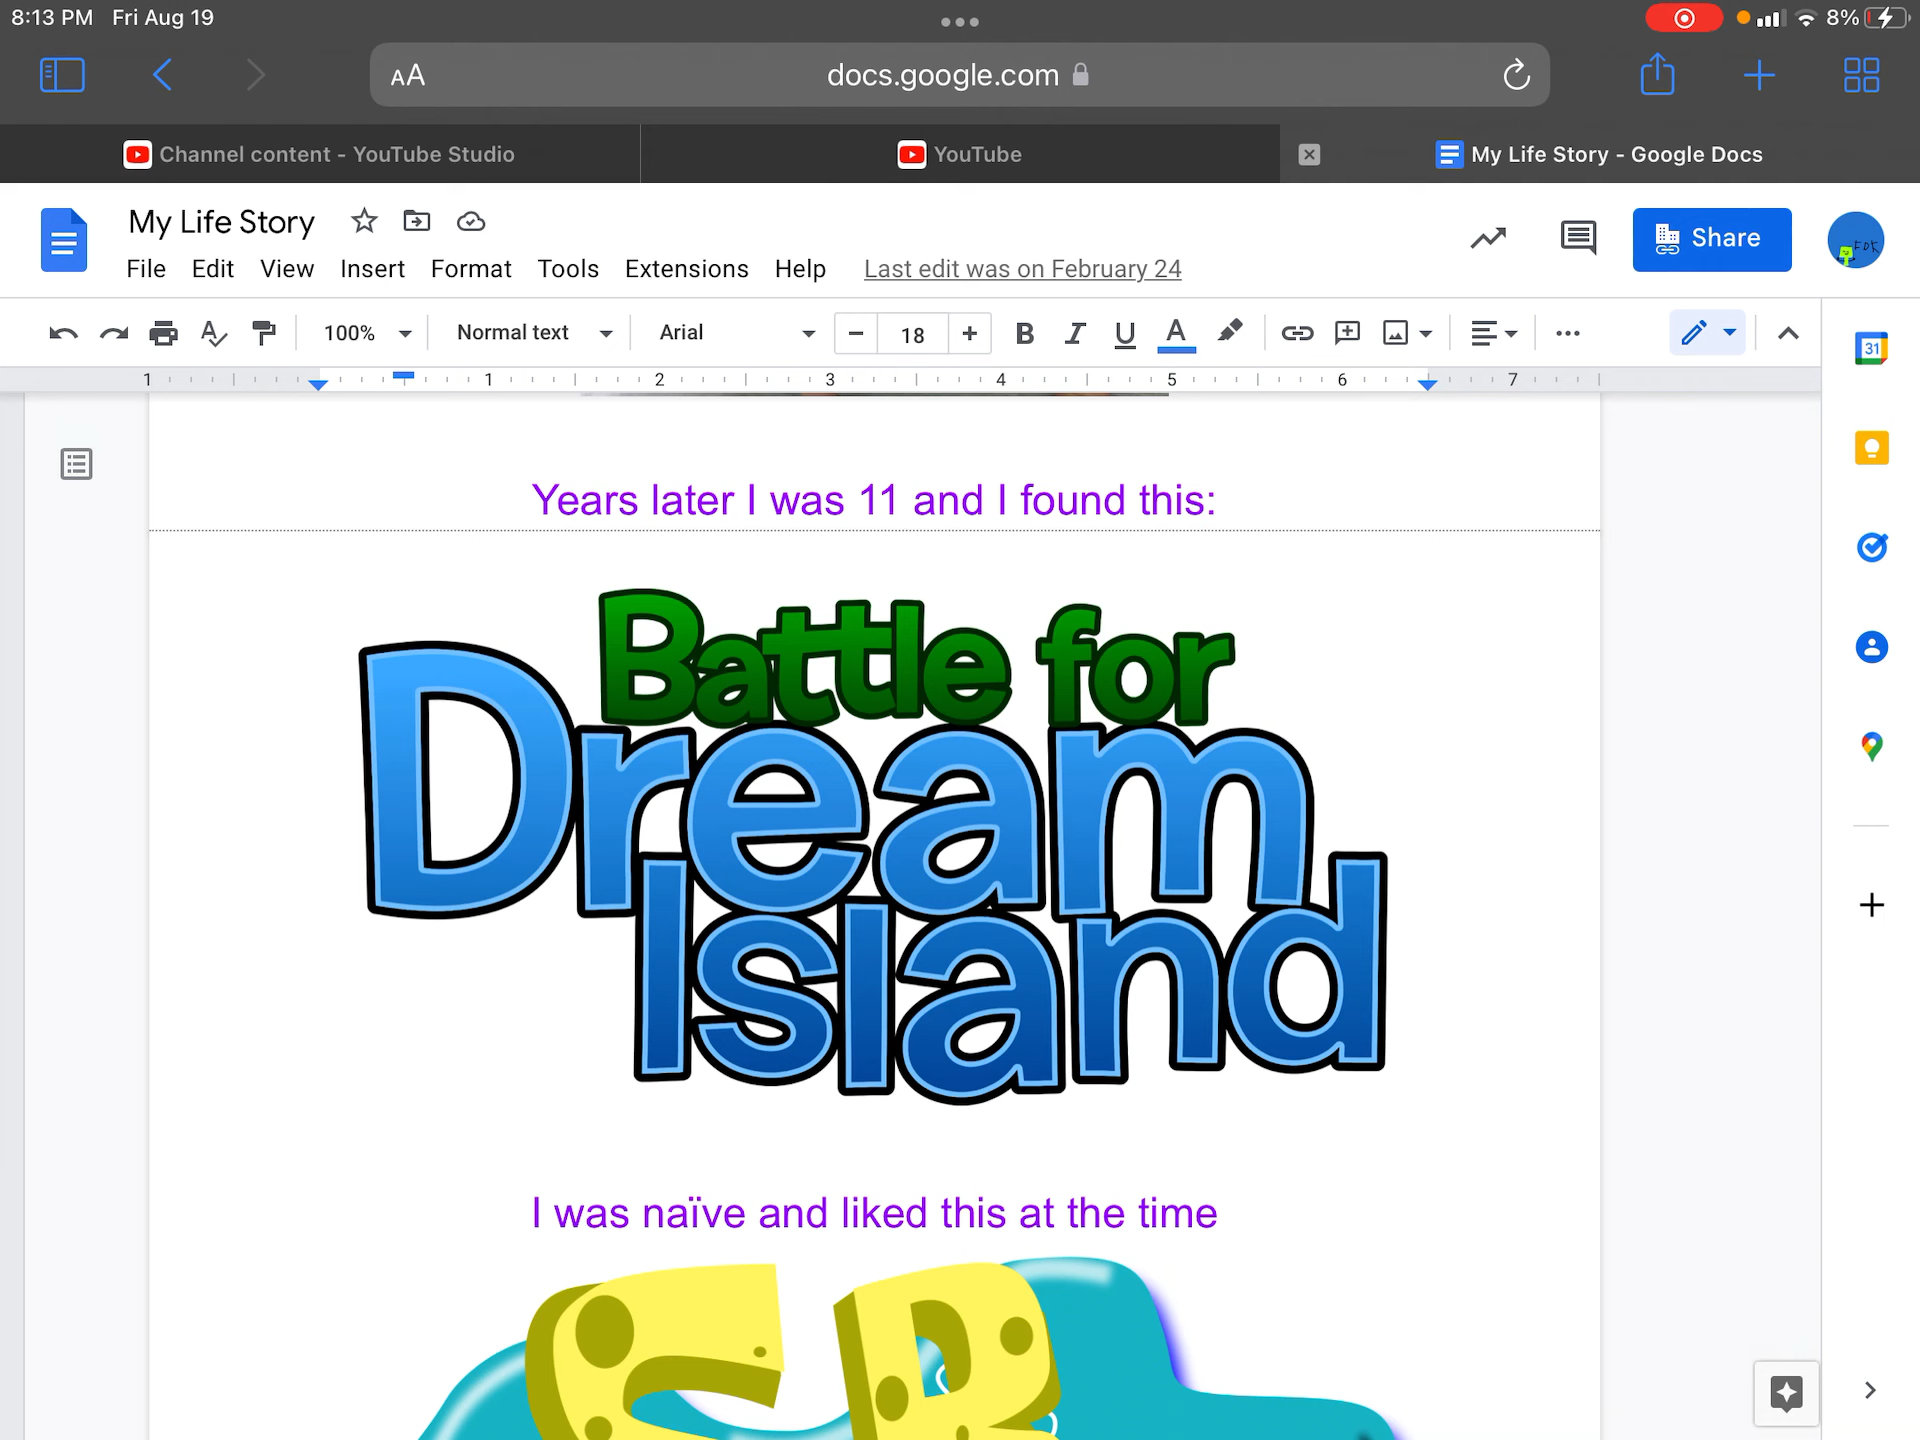 8:13 PM Fri Aug 19
8%
AA docs.google.com
Channel content - YouTube Studio
YouTube
My Life Story - Google Docs
My Life Story
Share
FDK
File Edit View Insert Format Tools Extensions Help Last edit was on February 24
100% Normal text Arial 18 B I U A
31
1 1 2 3 4 5 6 7
Years later I was 11 and I found this:
Battle for
Dream
Island
I was naïve and liked this at the time